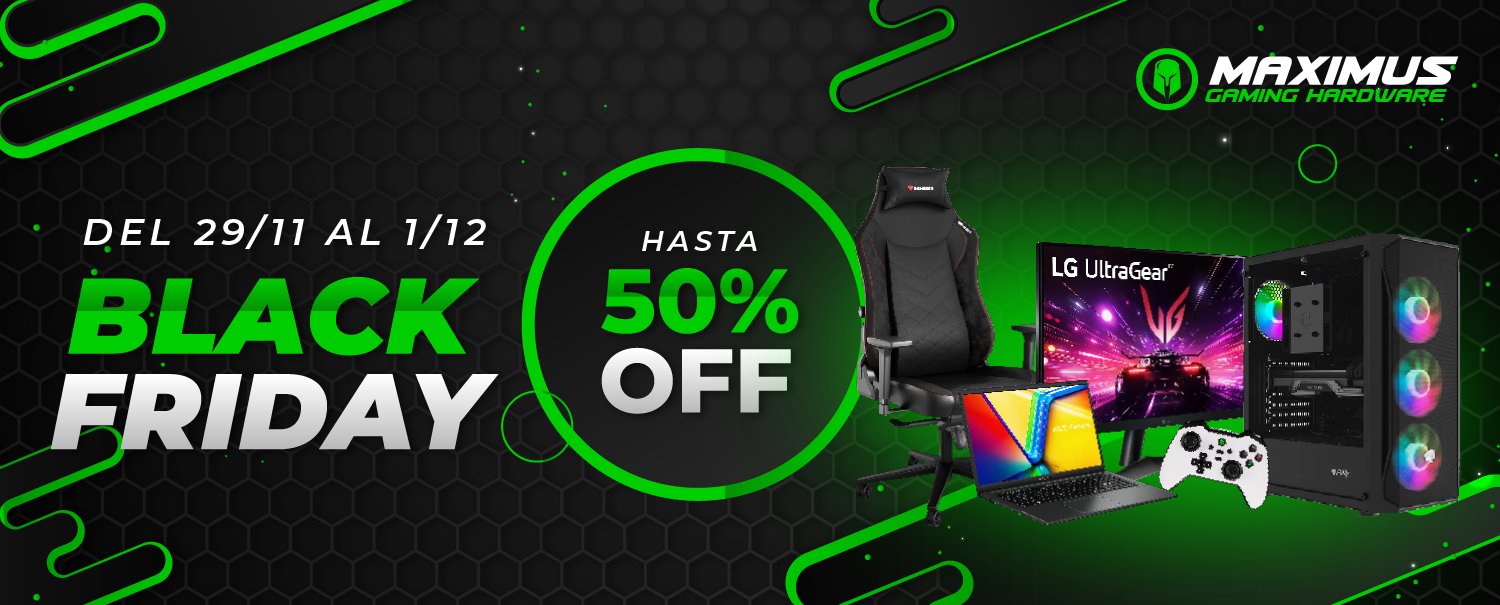 MAXIMUS
GAMING HARDWARE
DEL 29/11 AL 1/12
BLACK
FRIDAY
HASTA
50%
OFF
LG UltraGear